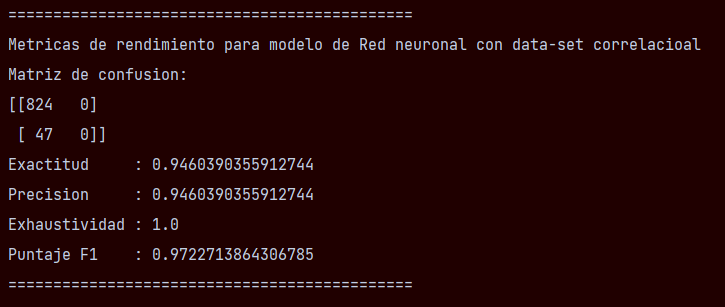 =============================================
Metricas de rendimiento para modelo de Red neuronal con data-set correlacioal
Matriz de confusion:
[[824   0]
 [ 47   0]]
Exactitud     : 0.9460390355912744
Precision     : 0.9460390355912744
Exhaustividad : 1.0
Puntaje F1    : 0.9722713864306785
=============================================